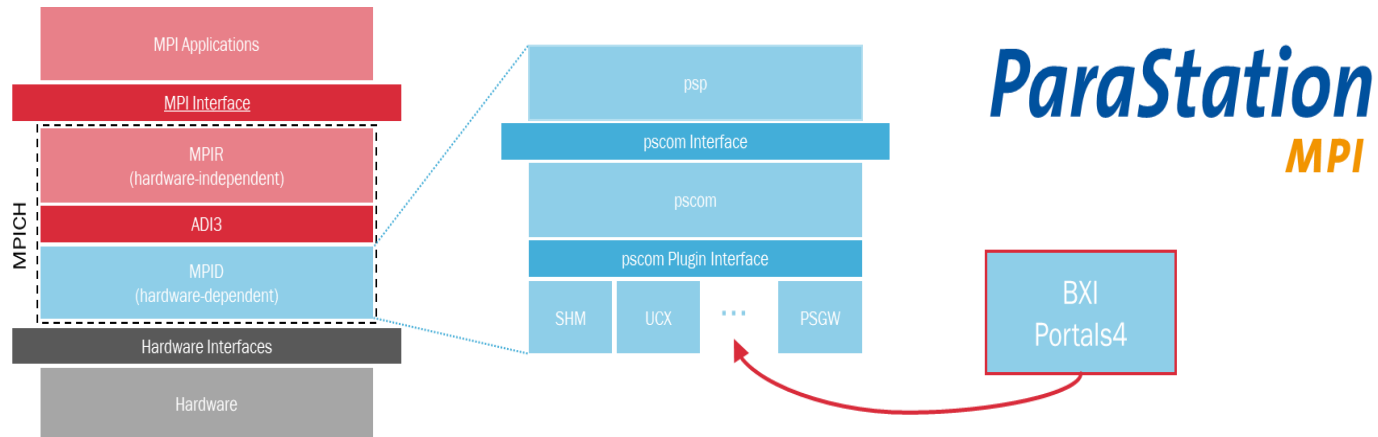 MPI Applications
MPI Interface
MPIR
(hardware-independent)
ADI3
MPID
(hardware-dependent)
MPICH
Hardware Interfaces
Hardware
psp
pscom Interface
pscom
pscom Plugin Interface
SHM
UCX
...
PSGW
ParaStation
MPI
BXI
Portals4